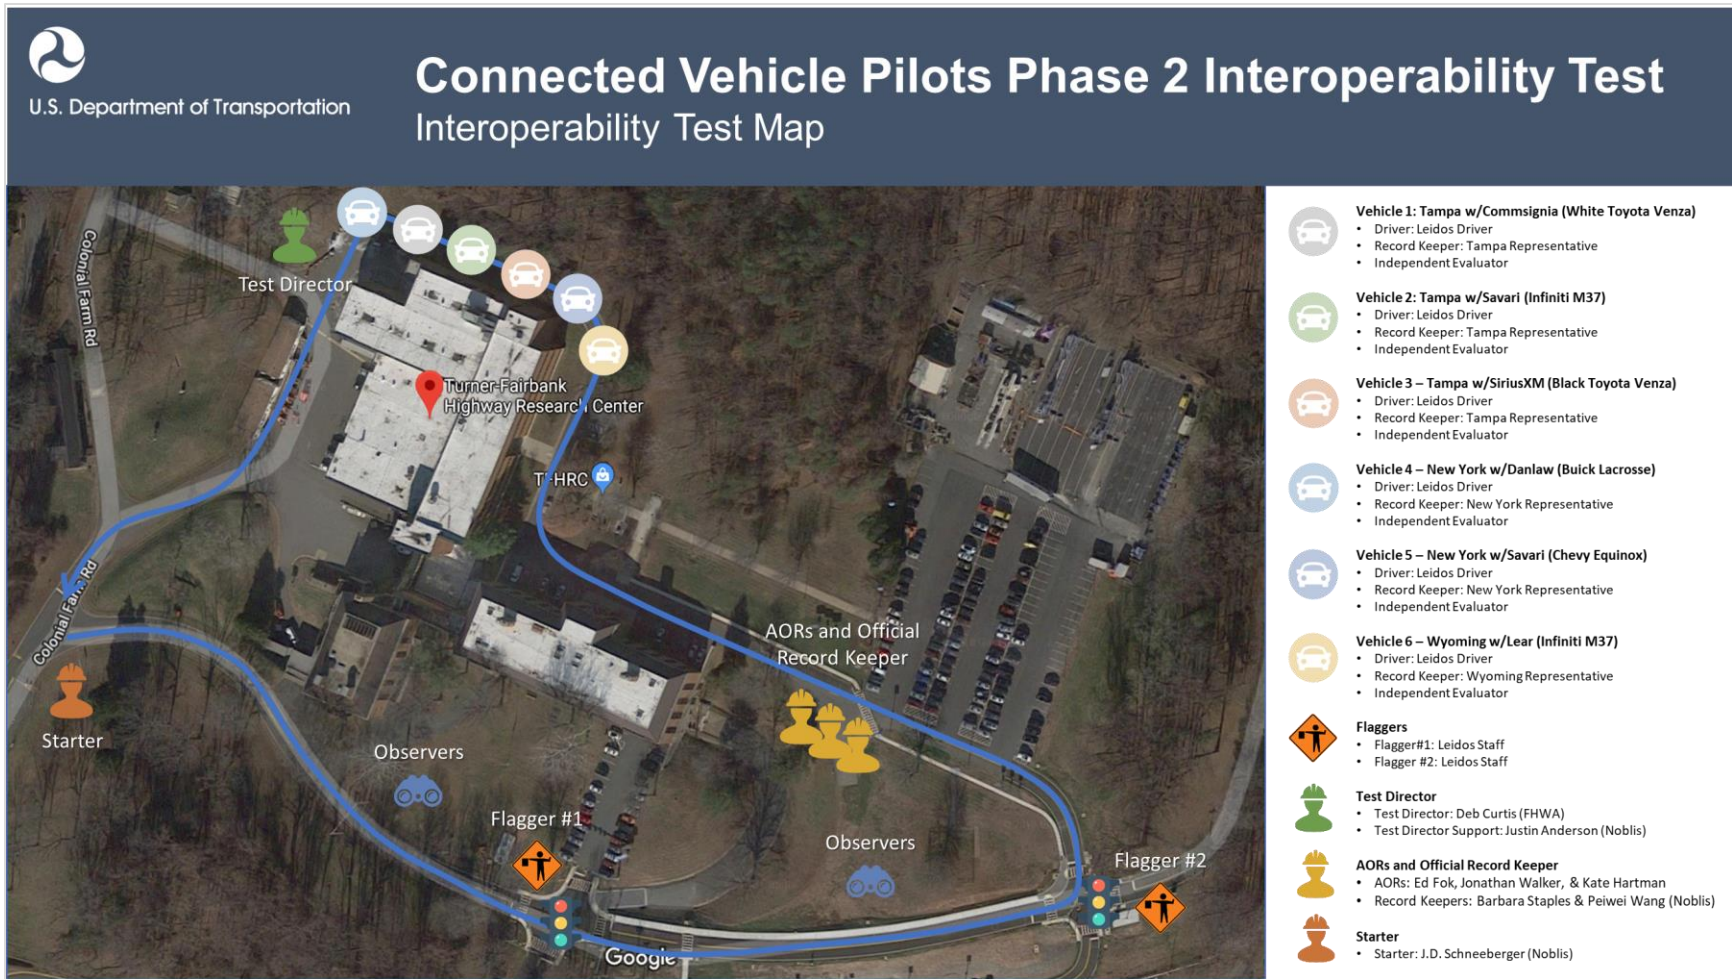 U.S. Department of Transportation
Connected Vehicle Pilots Phase 2 Interoperability Test
Interoperability Test Map
Colonial Farm Rd
Test Director
Turner-Fairbank
Highway Research Center
TFHRC
Colonial Farm Rd
AORs and Official
Record Keeper
Starter
Observers
Flagger #1
Observers
Flagger #2
Google
Vehicle 1: Tampa w/Commsignia (White Toyota Venza)
• Driver: Leidos Driver
• Record Keeper: Tampa Representative
• Independent Evaluator
Vehicle 2: Tampa w/Savari (Infiniti M37)
• Driver: Leidos Driver
• Record Keeper: Tampa Representative
• Independent Evaluator
Vehicle 3 – Tampa w/SiriusXM (Black Toyota Venza)
• Driver: Leidos Driver
• Record Keeper: Tampa Representative
• Independent Evaluator
Vehicle 4 – New York w/Danlaw (Buick Lacrosse)
• Driver: Leidos Driver
• Record Keeper: New York Representative
• Independent Evaluator
Vehicle 5 – New York w/Savari (Chevy Equinox)
• Driver: Leidos Driver
• Record Keeper: New York Representative
• Independent Evaluator
Vehicle 6 – Wyoming w/Lear (Infiniti M37)
• Driver: Leidos Driver
• Record Keeper: Wyoming Representative
• Independent Evaluator
Flaggers
• Flagger#1: Leidos Staff
• Flagger #2: Leidos Staff
Test Director
• Test Director: Deb Curtis (FHWA)
• Test Director Support: Justin Anderson (Noblis)
AORs and Official Record Keeper
• AORs: Ed Fok, Jonathan Walker, & Kate Hartman
• Record Keepers: Barbara Staples & Peiwei Wang (Noblis)
Starter
• Starter: J.D. Schneeberger (Noblis)